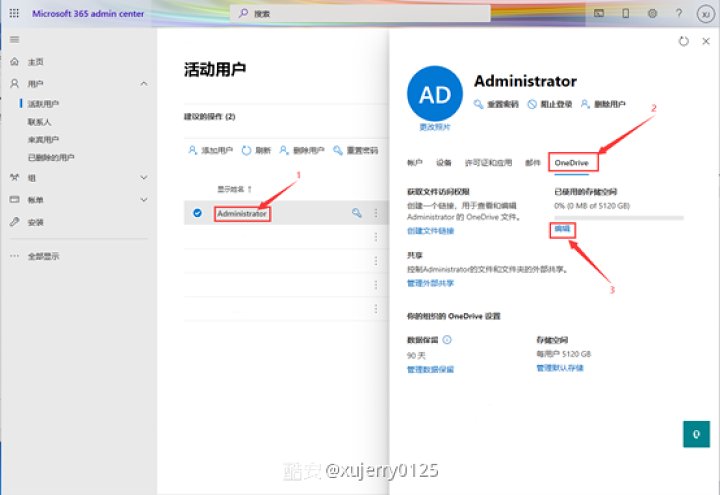 Microsoft 365 admin center
搜索
?
XJ
主页
用户
活跃用户
联系人
来宾用户
已删除的用户
组
帐单
安装
全部显示
活动用户
建议的操作 (2)
添加用户 刷新 删除用户 重置密码
显示姓名 ↑
Administrator
1
AD
更改照片
Administrator
重置密码 阻止登录 删除用户
2
帐户 设备 许可证和应用 邮件 OneDrive
获取文件访问权限
创建一个链接，用于查看和编辑
Administrator 的 OneDrive 文件。
创建文件链接
已使用的存储空间
0% (0 MB of 5120 GB)
编辑
3
共享
控制Administrator的文件和文件夹的外部共享。
管理外部共享
你的组织的 OneDrive 设置
数据保留
90 天
管理数据保留
存储空间
每用户 5120 GB
管理默认存储
酷安 @xujerry0125